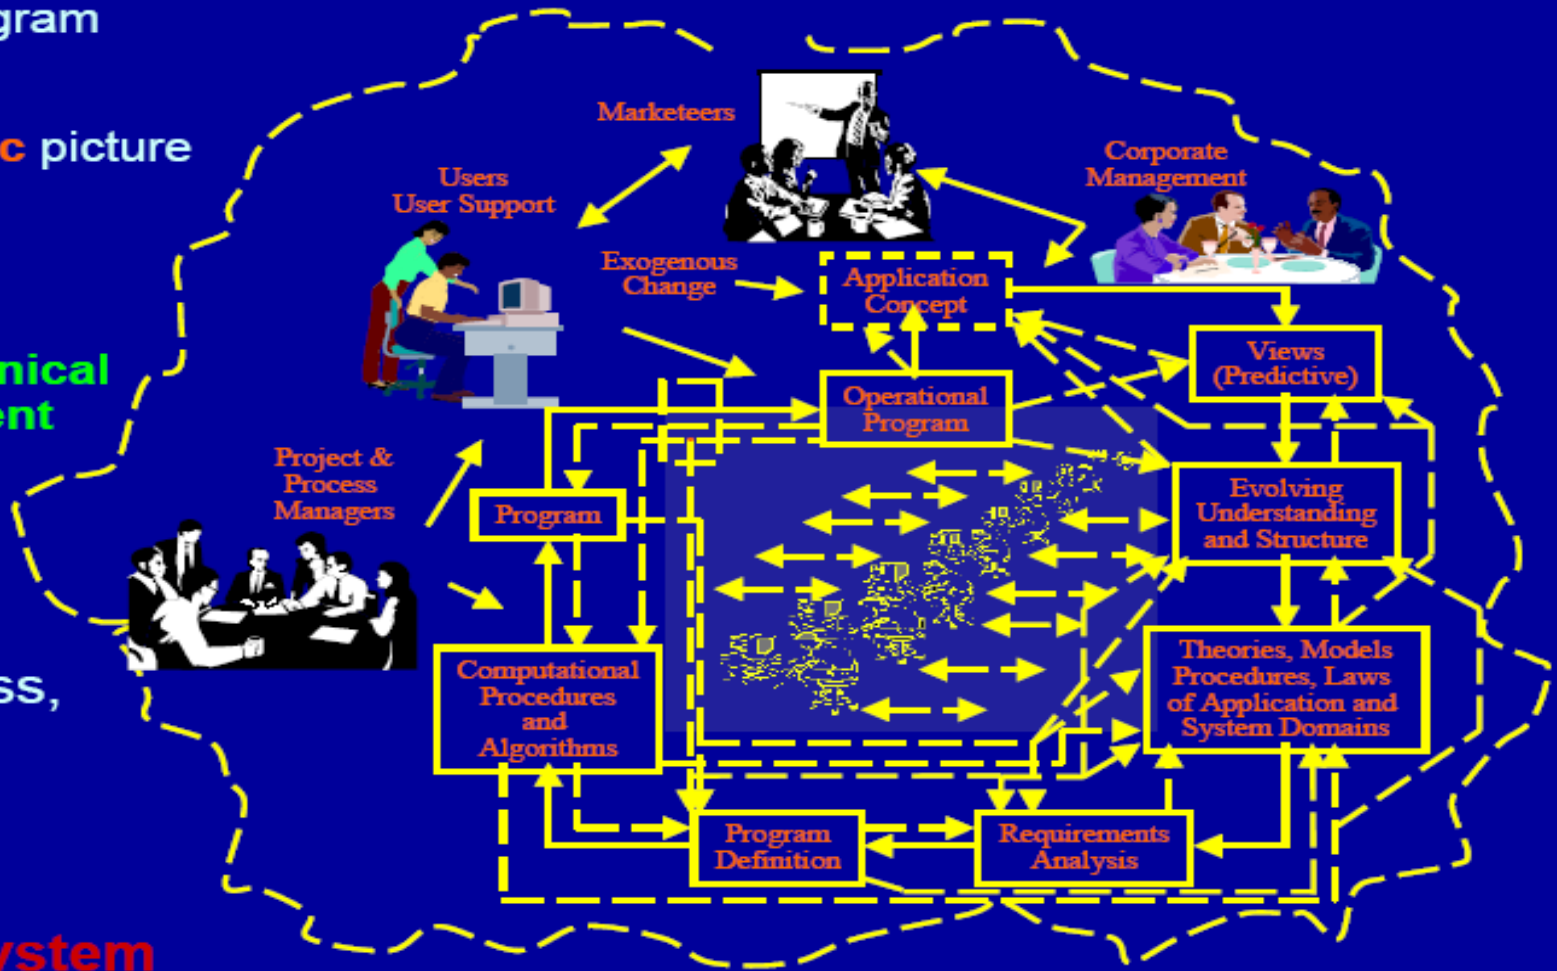 gram
c picture
nical
ent
ss,
ystem
Marketeers
Users
User Support
Corporate
Management
Exogenous
Change
Application
Concept
Views
(Predictive)
Operational
Program
Project &
Process
Managers
Program
Evolving
Understanding
and Structure
Computational
Procedures
and
Algorithms
Theories, Models
Procedures, Laws
of Application and
System Domains
Program
Definition
Requirements
Analysis